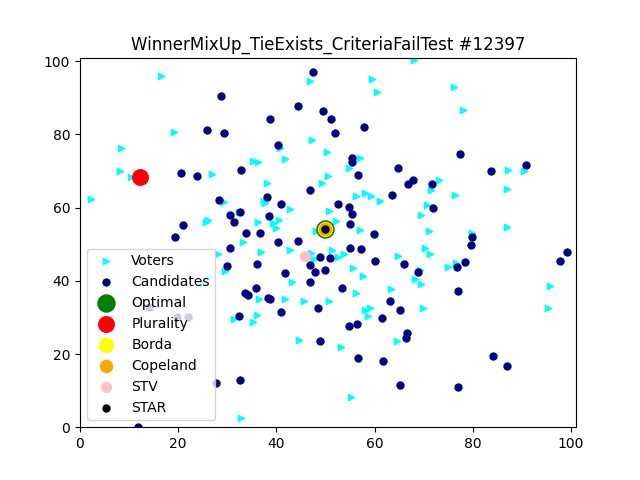 WinnerMixUp_TieExists_CriteriaFailTest #12397
100
80
60
40
20
0
0 20 40 60 80 100
Voters
Candidates
Optimal
Plurality
Borda
Copeland
STV
STAR